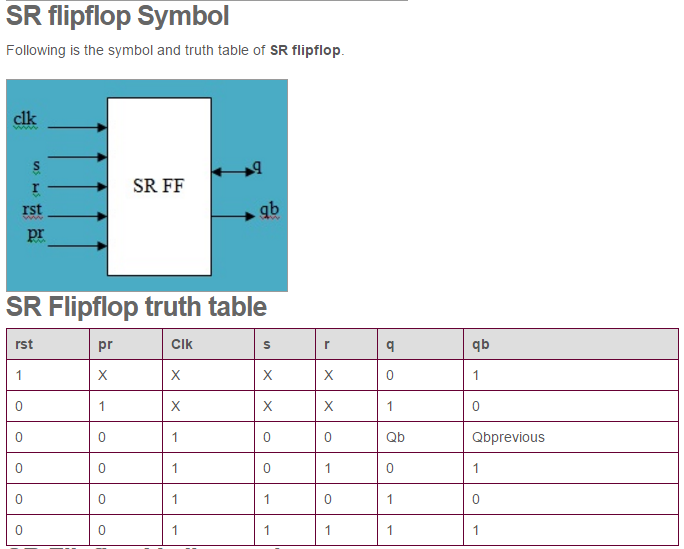 SR flipflop Symbol
Following is the symbol and truth table of SR flipflop.
clk
s
r
rst
pr
SR FF
q
qb
SR Flipflop truth table
rst pr Clk s r q qb
1 X X X X 0 1
0 1 X X X 1 0
0 0 1 0 0 Qb Qbprevious
0 0 1 0 1 0 1
0 0 1 1 0 1 0
0 0 1 1 1 1 1